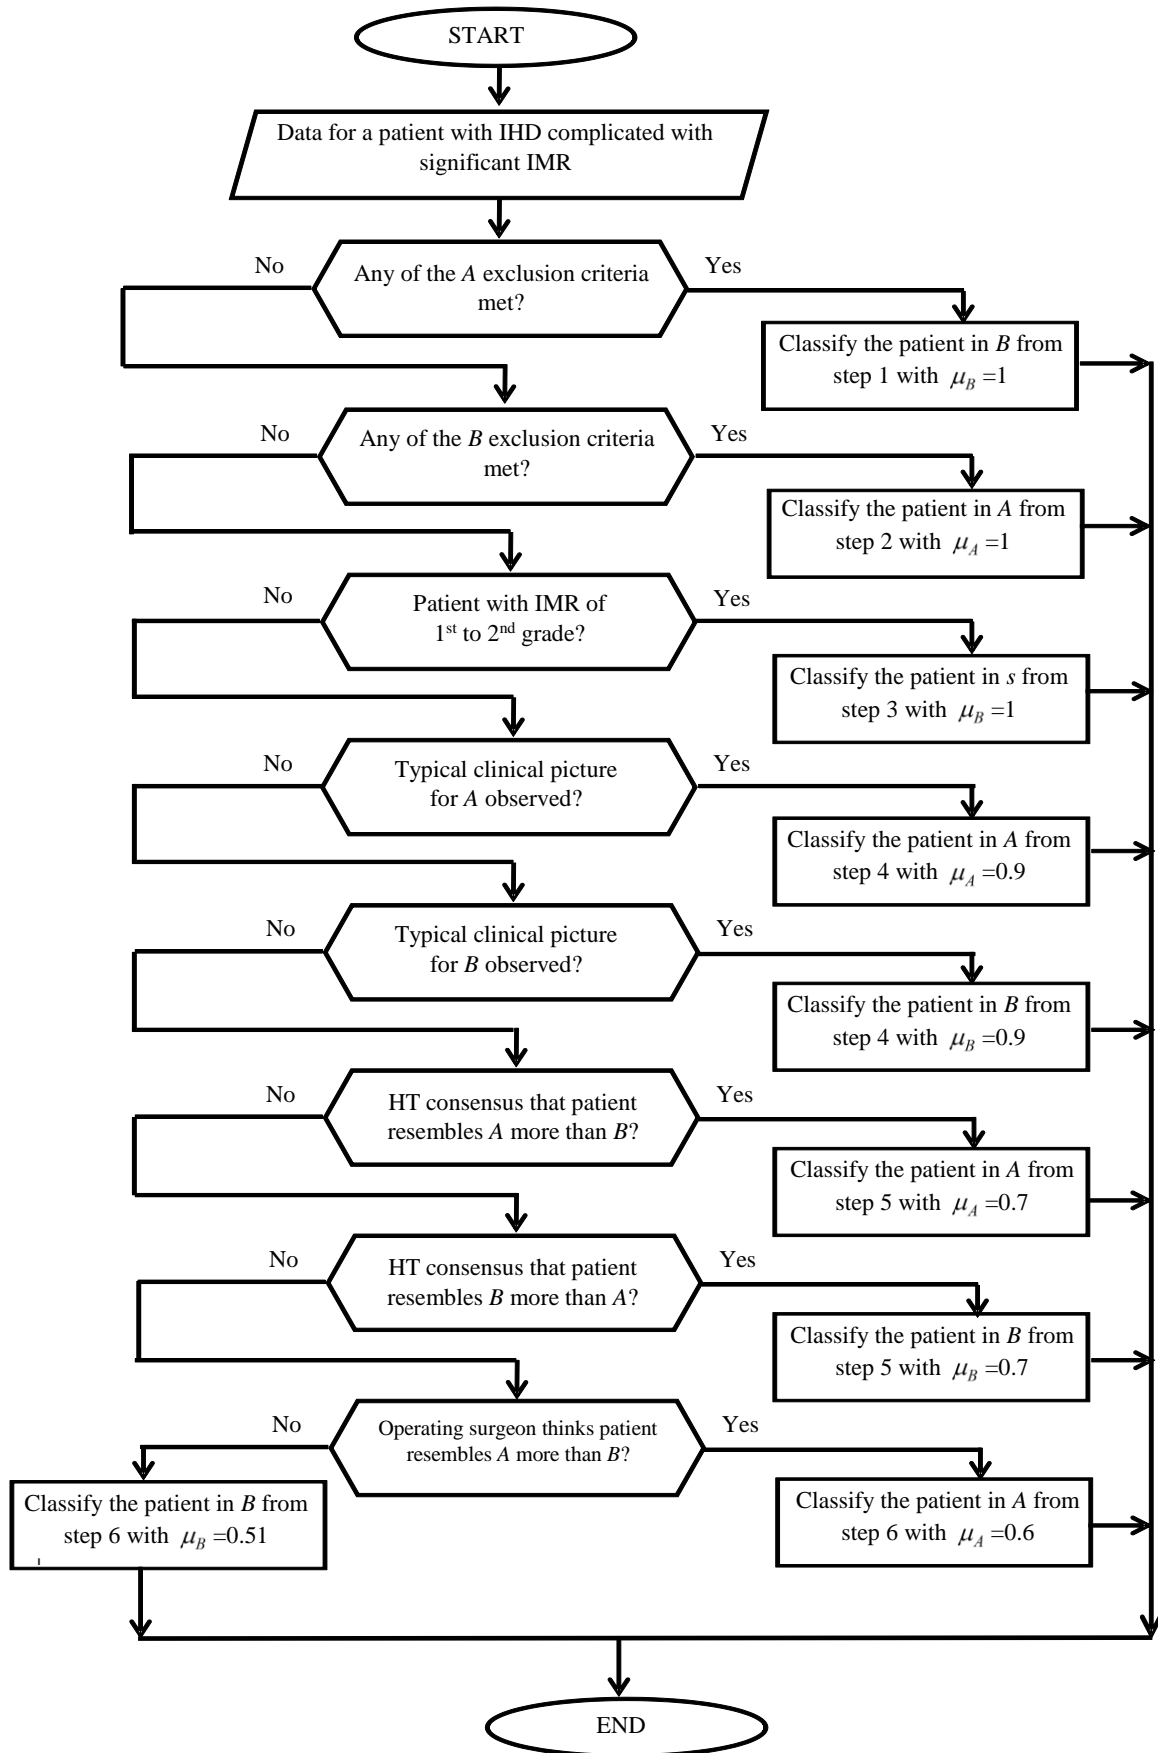 START
Data for a patient with IHD complicated with
significant IMR
No
Any of the A exclusion criteria
met?
Yes
Classify the patient in B from
step 1 with μB =1
No
Any of the B exclusion criteria
met?
Yes
Classify the patient in A from
step 2 with μA =1
No
Patient with IMR of
1st to 2nd grade?
Yes
Classify the patient in s from
step 3 with μB =1
No
Typical clinical picture
for A observed?
Yes
Classify the patient in A from
step 4 with μA =0.9
No
Typical clinical picture
for B observed?
Yes
Classify the patient in B from
step 4 with μB =0.9
No
HT consensus that patient
resembles A more than B?
Yes
Classify the patient in A from
step 5 with μA =0.7
No
HT consensus that patient
resembles B more than A?
Yes
Classify the patient in B from
step 5 with μB =0.7
No
Operating surgeon thinks patient
resembles A more than B?
Yes
Classify the patient in B from
step 6 with μB =0.51
Classify the patient in A from
step 6 with μA =0.6
END